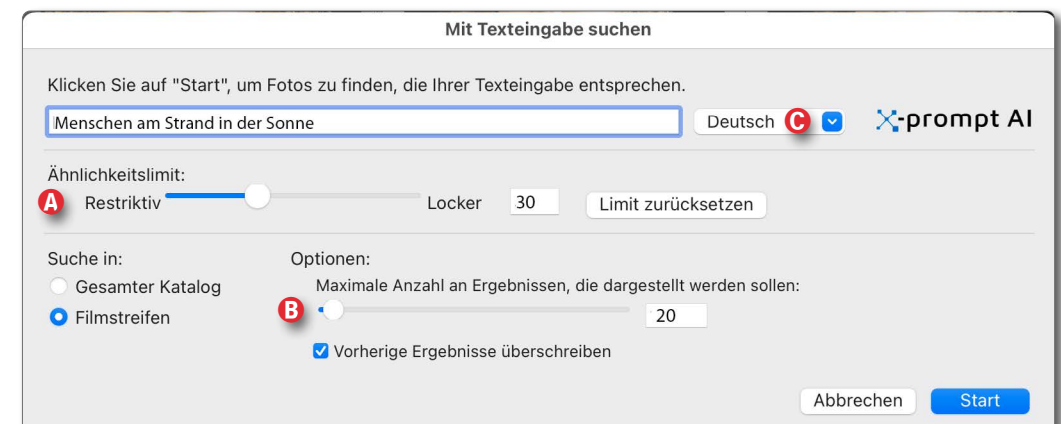 Mit Texteingabe suchen
Klicken Sie auf "Start", um Fotos zu finden, die Ihrer Texteingabe entsprechen.
Menschen am Strand in der Sonne Deutsch C X-prompt AI
Ähnlichkeitslimit:
A Restriktiv Locker 30 Limit zurücksetzen
Suche in: Optionen:
Gesamter Katalog Maximale Anzahl an Ergebnissen, die dargestellt werden sollen:
Filmstreifen B 20
Vorherige Ergebnisse überschreiben
Abbrechen Start